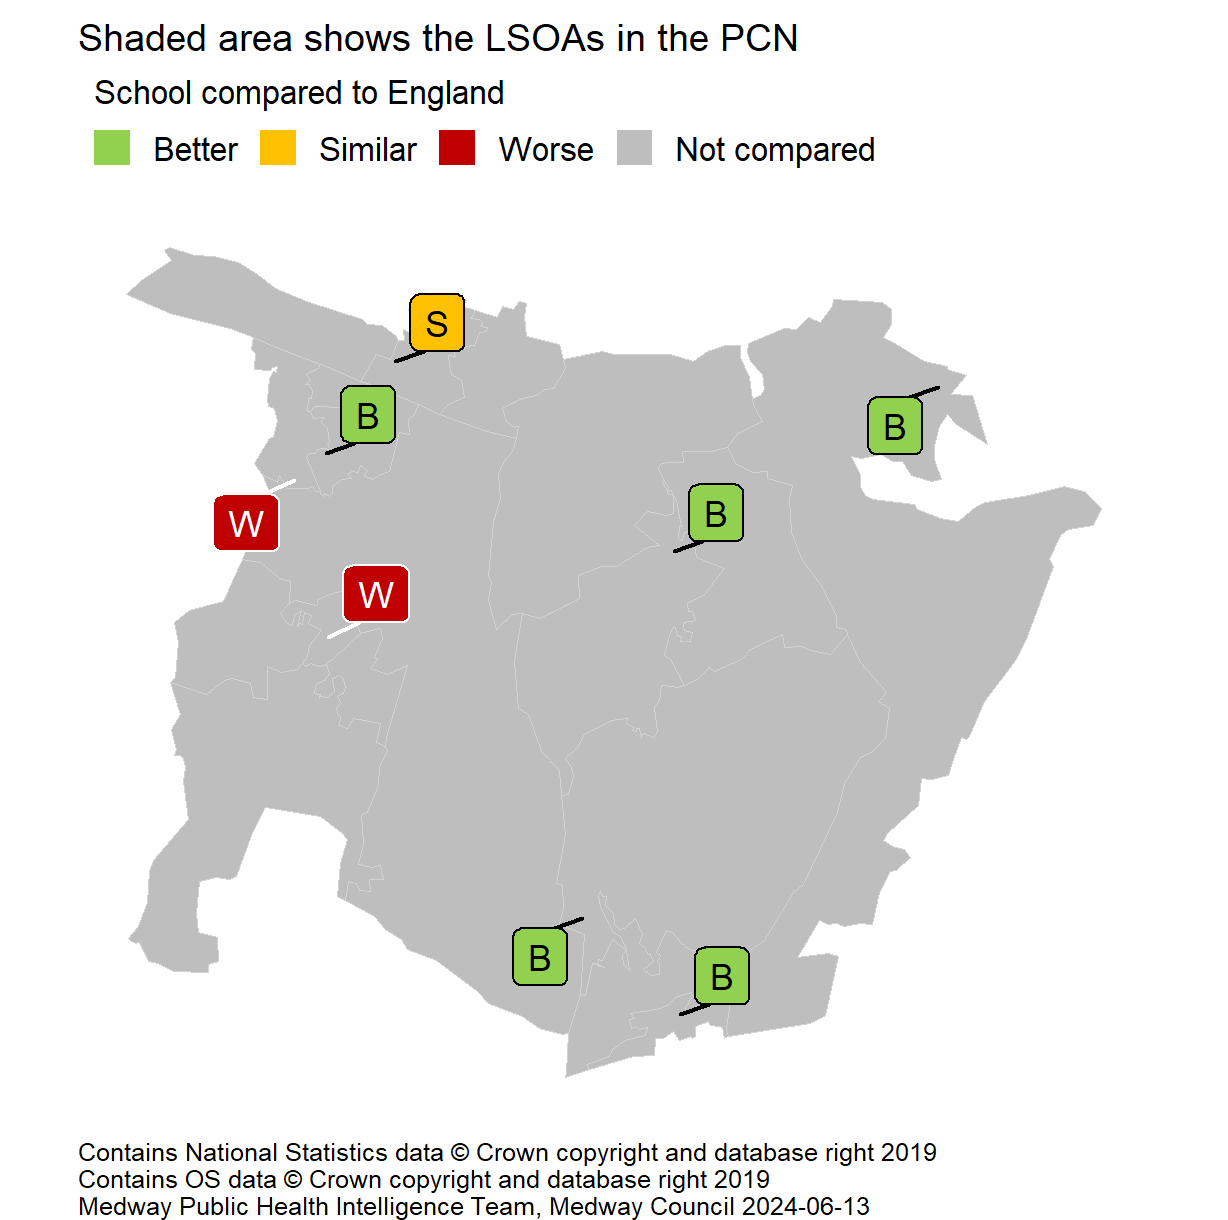 Shaded area shows the LSOAs in the PCN
School compared to England
Better Similar Worse Not compared
S
B
B
B
W
W
B
B
Contains National Statistics data © Crown copyright and database right 2019
Contains OS data © Crown copyright and database right 2019
Medway Public Health Intelligence Team, Medway Council 2024-06-13